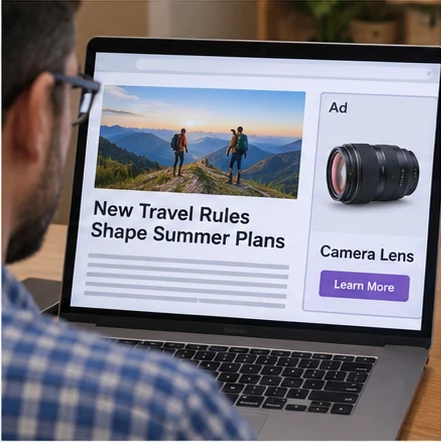 New Travel Rules
Shape Summer Plans
Ad
Camera Lens
Learn More